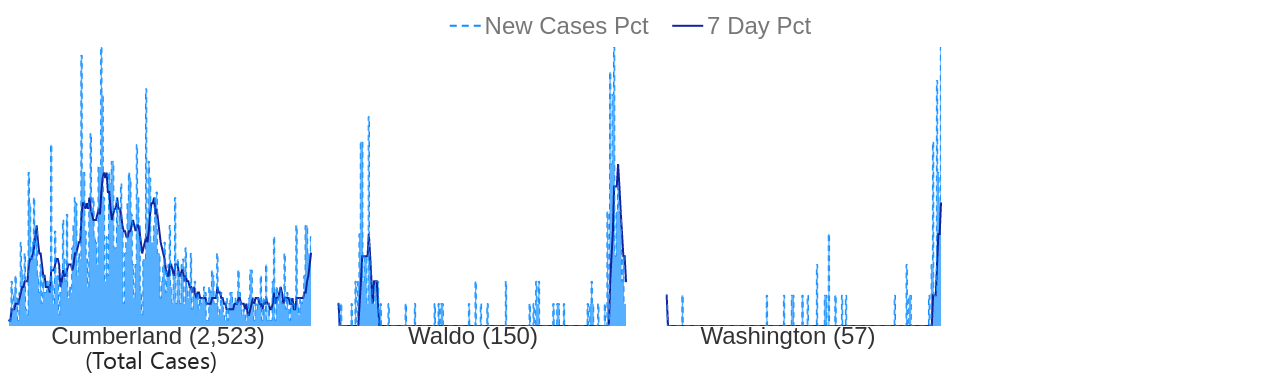 New Cases Pct 7 Day Pct
Cumberland (2,523) Waldo (150) Washington (57)
(Total Cases)